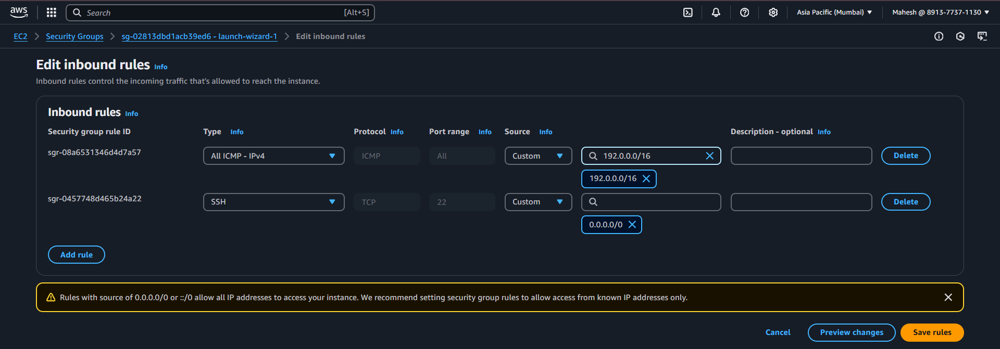 aws Search [Alt+S] Asia Pacific (Mumbai) Mahesh @ 8913-7737-1130
EC2 Security Groups sg-02813dbd1acb39ed6 - launch-wizard-1 Edit inbound rules
Edit inbound rules Info
Inbound rules control the incoming traffic that's allowed to reach the instance.
Inbound rules Info
Security group rule ID Type Info Protocol Info Port range Info Source Info Description - optional Info
sgr-08a6531346d4d7a57 All ICMP - IPv4 ICMP All Custom 192.0.0.0/16 Delete
192.0.0.0/16
sgr-0457748d465b24a22 SSH TCP 22 Custom Delete
0.0.0.0/0
Add rule
Rules with source of 0.0.0.0/0 or ::/0 allow all IP addresses to access your instance. We recommend setting security group rules to allow access from known IP addresses only.
Cancel Preview changes Save rules